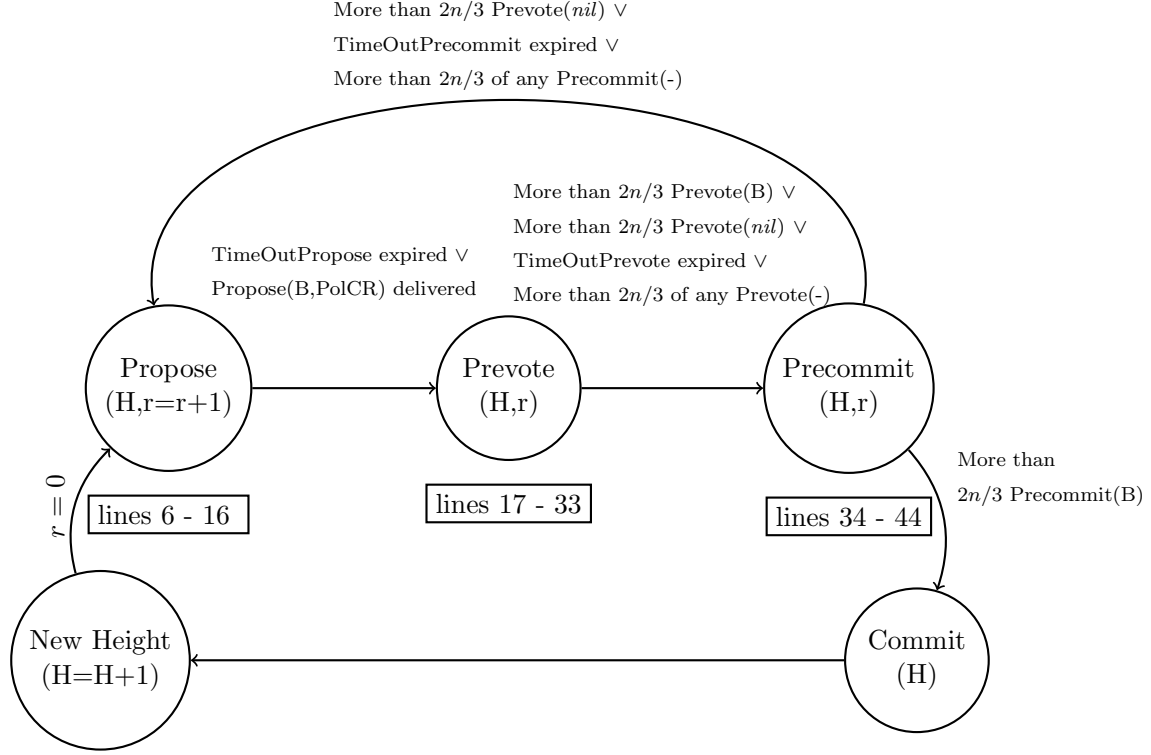 More than 2n/3 Prevote(nil) ∨
TimeOutPrecommit expired ∨
More than 2n/3 of any Precommit(-)
More than 2n/3 Prevote(B) ∨
More than 2n/3 Prevote(nil) ∨
TimeOutPrevote expired ∨
More than 2n/3 of any Prevote(-)
TimeOutPropose expired ∨
Propose(B,PolCR) delivered
Propose
(H,r=r+1)
Prevote
(H,r)
Precommit
(H,r)
More than
2n/3 Precommit(B)
r = 0
lines 6 - 16
lines 17 - 33
lines 34 - 44
New Height
(H=H+1)
Commit
(H)